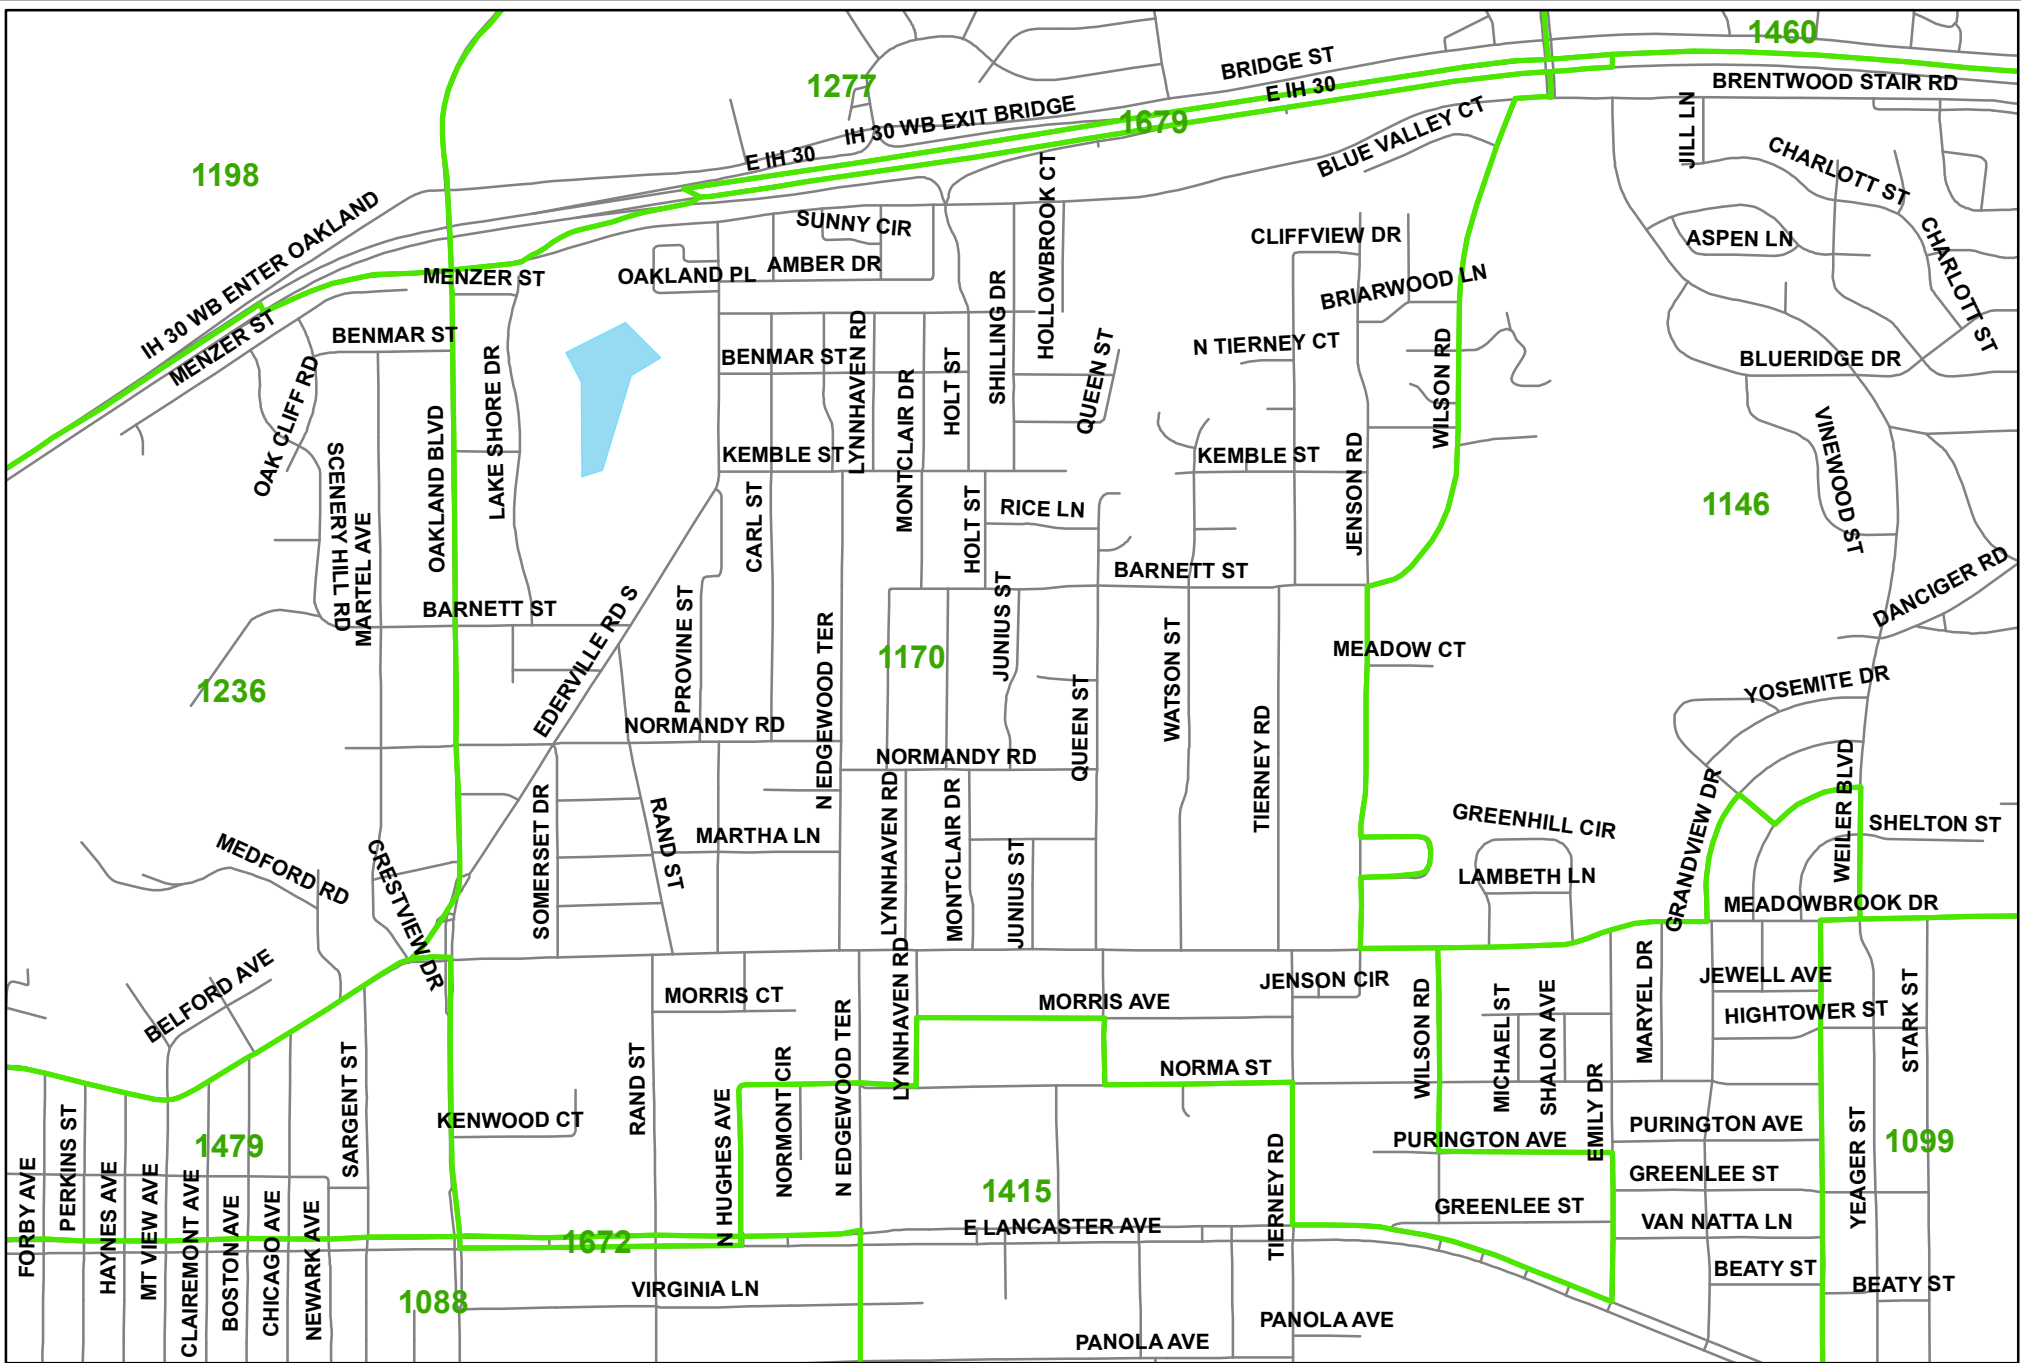 1460
BRIDGE ST
1277
E IH 30
BRENTWOOD STAIR RD
IH 30 WB EXIT BRIDGE
1679
BLUE VALLEY CT
JILL LN
E IH 30
1198
HOLLOWBROOK CT
CHARLOTT ST
IH 30 WB ENTER OAKLAND
SUNNY CIR
CLIFFVIEW DR
ASPEN LN
CHARLOTT ST
MENZER ST
OAKLAND PL
AMBER DR
BRIARWOOD LN
MENZER ST
BENMAR ST
BENMAR ST
LYNNHAVEN RD
SHILLING DR
N TIERNEY CT
BLUERIDGE DR
OAK CLIFF RD
LAKE SHORE DR
MONTCLAIR DR
HOLT ST
QUEEN ST
WILSON RD
OAKLAND BLVD
KEMBLE ST
KEMBLE ST
JENSON RD
VINEWOOD ST
SCENERY HILL RD
MARTEL AVE
CARL ST
HOLT ST
RICE LN
1146
BARNETT ST
BARNETT ST
DANCIGER RD
EDERVILLE RD S
PROVINE ST
N EDGEWOOD TER
1170
JUNIUS ST
WATSON ST
MEADOW CT
1236
YOSEMITE DR
NORMANDY RD
NORMANDY RD
QUEEN ST
TIERNEY RD
GRANDVIEW DR
WEILER BLVD
SOMERSET DR
RAND ST
MARTHA LN
LYNNHAVEN RD
MONTCLAIR DR
JUNIUS ST
GREENHILL CIR
SHELTON ST
MEDFORD RD
CRESTVIEW DR
LAMBETH LN
MEADOWBROOK DR
BELFORD AVE
MORRIS CT
N EDGEWOOD TER
LYNNHAVEN RD
MORRIS AVE
JENSON CIR
WILSON RD
MICHAEL ST
SHALON AVE
MARYEL DR
JEWELL AVE
HIGHTOWER ST
STARK ST
SARGENT ST
RAND ST
NORMONT CIR
NORMA ST
EMILY DR
KENWOOD CT
N HUGHES AVE
PURINGTON AVE
PURINGTON AVE
1479
PERKINS ST
1099
YEAGER ST
FORBY AVE
HAYNES AVE
MT VIEW AVE
CLAIREMONT AVE
BOSTON AVE
CHICAGO AVE
NEWARK AVE
1415
TIERNEY RD
GREENLEE ST
GREENLEE ST
E LANCASTER AVE
VAN NATTA LN
1672
BEATY ST
BEATY ST
1088
VIRGINIA LN
PANOLA AVE
PANOLA AVE